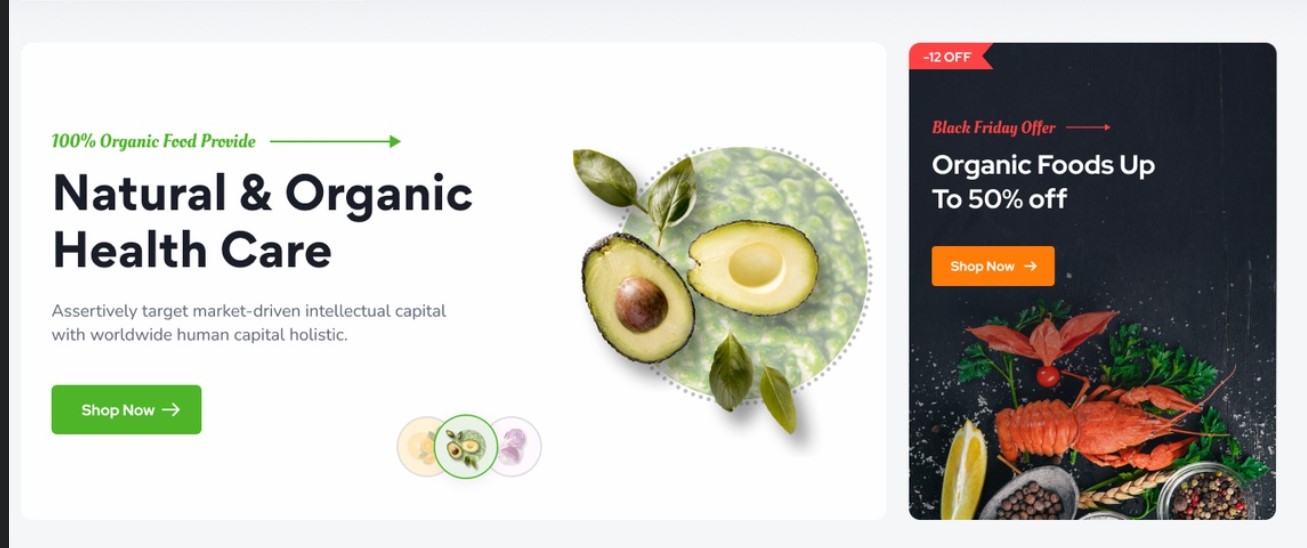 100% Organic Food Provide
Natural & Organic
Health Care
Assertively target market-driven intellectual capital
with worldwide human capital holistic.
Shop Now
-12 OFF
Black Friday Offer
Organic Foods Up
To 50% off
Shop Now